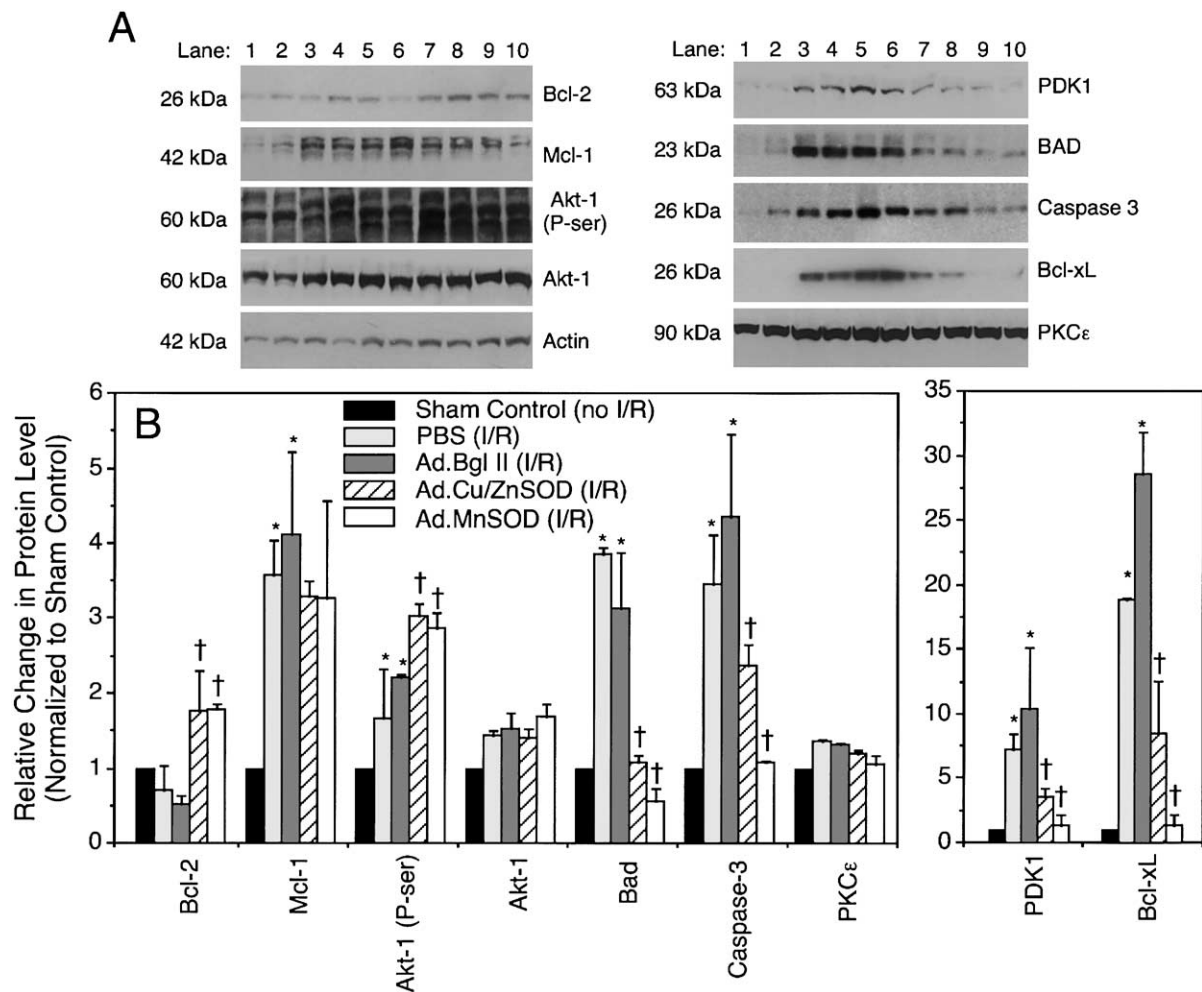 A
Lane: 1 2 3 4 5 6 7 8 9 10
26 kDa Bcl-2
42 kDa Mcl-1
60 kDa Akt-1 (P-ser)
60 kDa Akt-1
42 kDa Actin
Lane: 1 2 3 4 5 6 7 8 9 10
63 kDa PDK1
23 kDa BAD
26 kDa Caspase 3
26 kDa Bcl-xL
90 kDa PKCε
B
Relative Change in Protein Level
(Normalized to Sham Control)
6
5
4
3
2
1
0
Sham Control (no I/R)
PBS (I/R)
Ad.Bgl II (I/R)
Ad.Cu/ZnSOD (I/R)
Ad.MnSOD (I/R)
† †
* *
* * † †
* * † †
* * † †
Bcl-2
Mcl-1
Akt-1 (P-ser)
Akt-1
Bad
Caspase-3
PKCε
35
30
25
20
15
10
5
0
* * † †
* * † †
PDK1
Bcl-xL